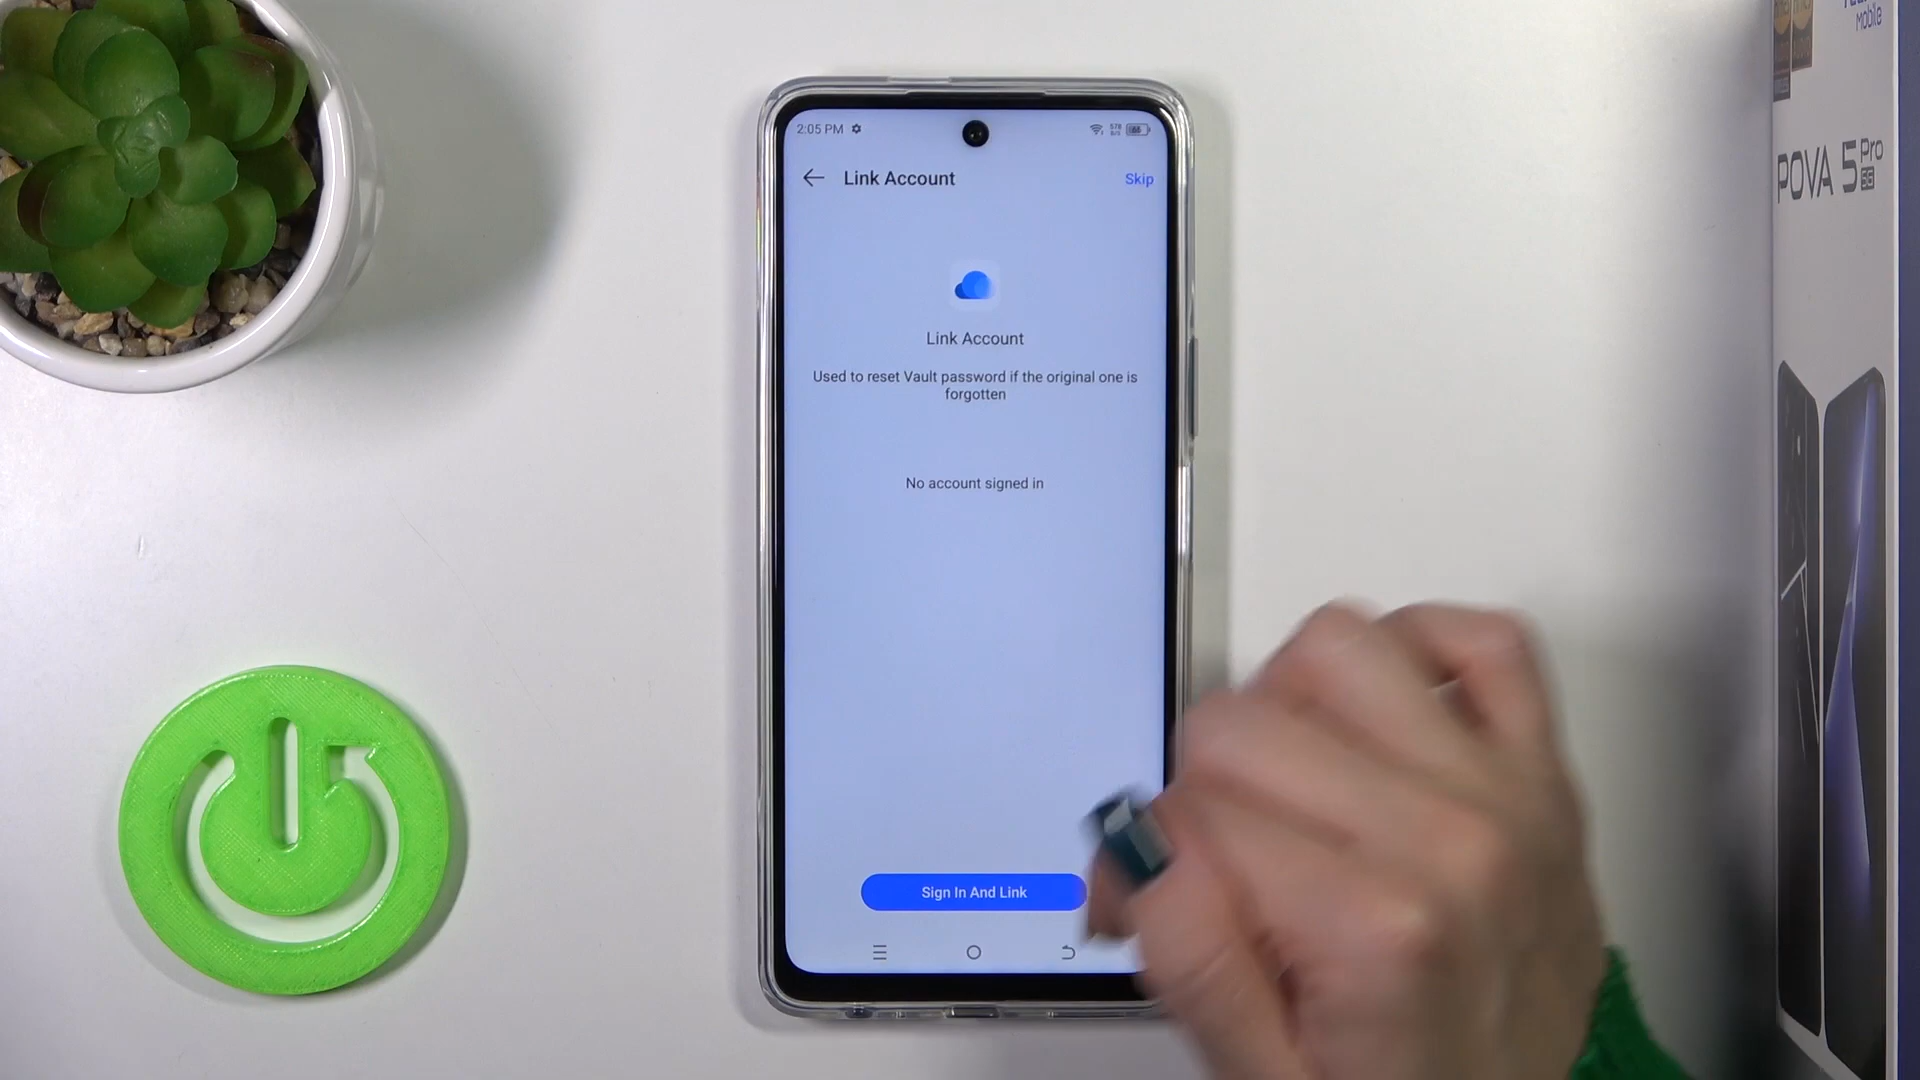 2:05 PM
Link Account
Skip
Link Account
Used to reset Vault password if the original one is
forgotten
No account signed in
Sign In And Link
Mobile
POVA 5 Pro
5G